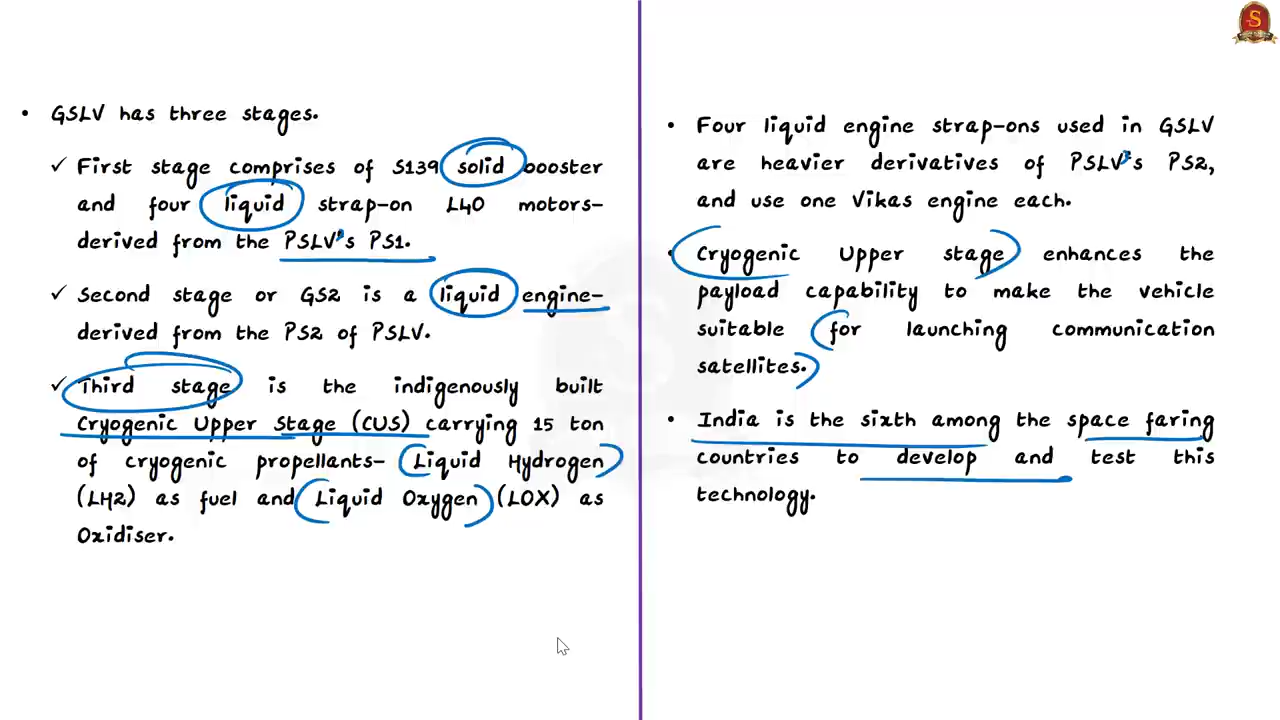 • GSLV has three stages.
✓ First stage comprises of S139 solid booster
and four liquid strap-on L40 motors-
derived from the PSLV's PS1.
✓ Second stage or GS2 is a liquid engine-
derived from the PS2 of PSLV.
✓ Third stage is the indigenously built
Cryogenic Upper Stage (CUS) carrying 15 ton
of cryogenic propellants- Liquid Hydrogen
(LH2) as fuel and Liquid Oxygen (LOX) as
Oxidiser.
• Four liquid engine strap-ons used in GSLV
are heavier derivatives of PSLV's PS2,
and use one Vikas engine each.
• Cryogenic Upper stage enhances the
payload capability to make the vehicle
suitable for launching communication
satellites.
• India is the sixth among the space faring
countries to develop and test this
technology.
S